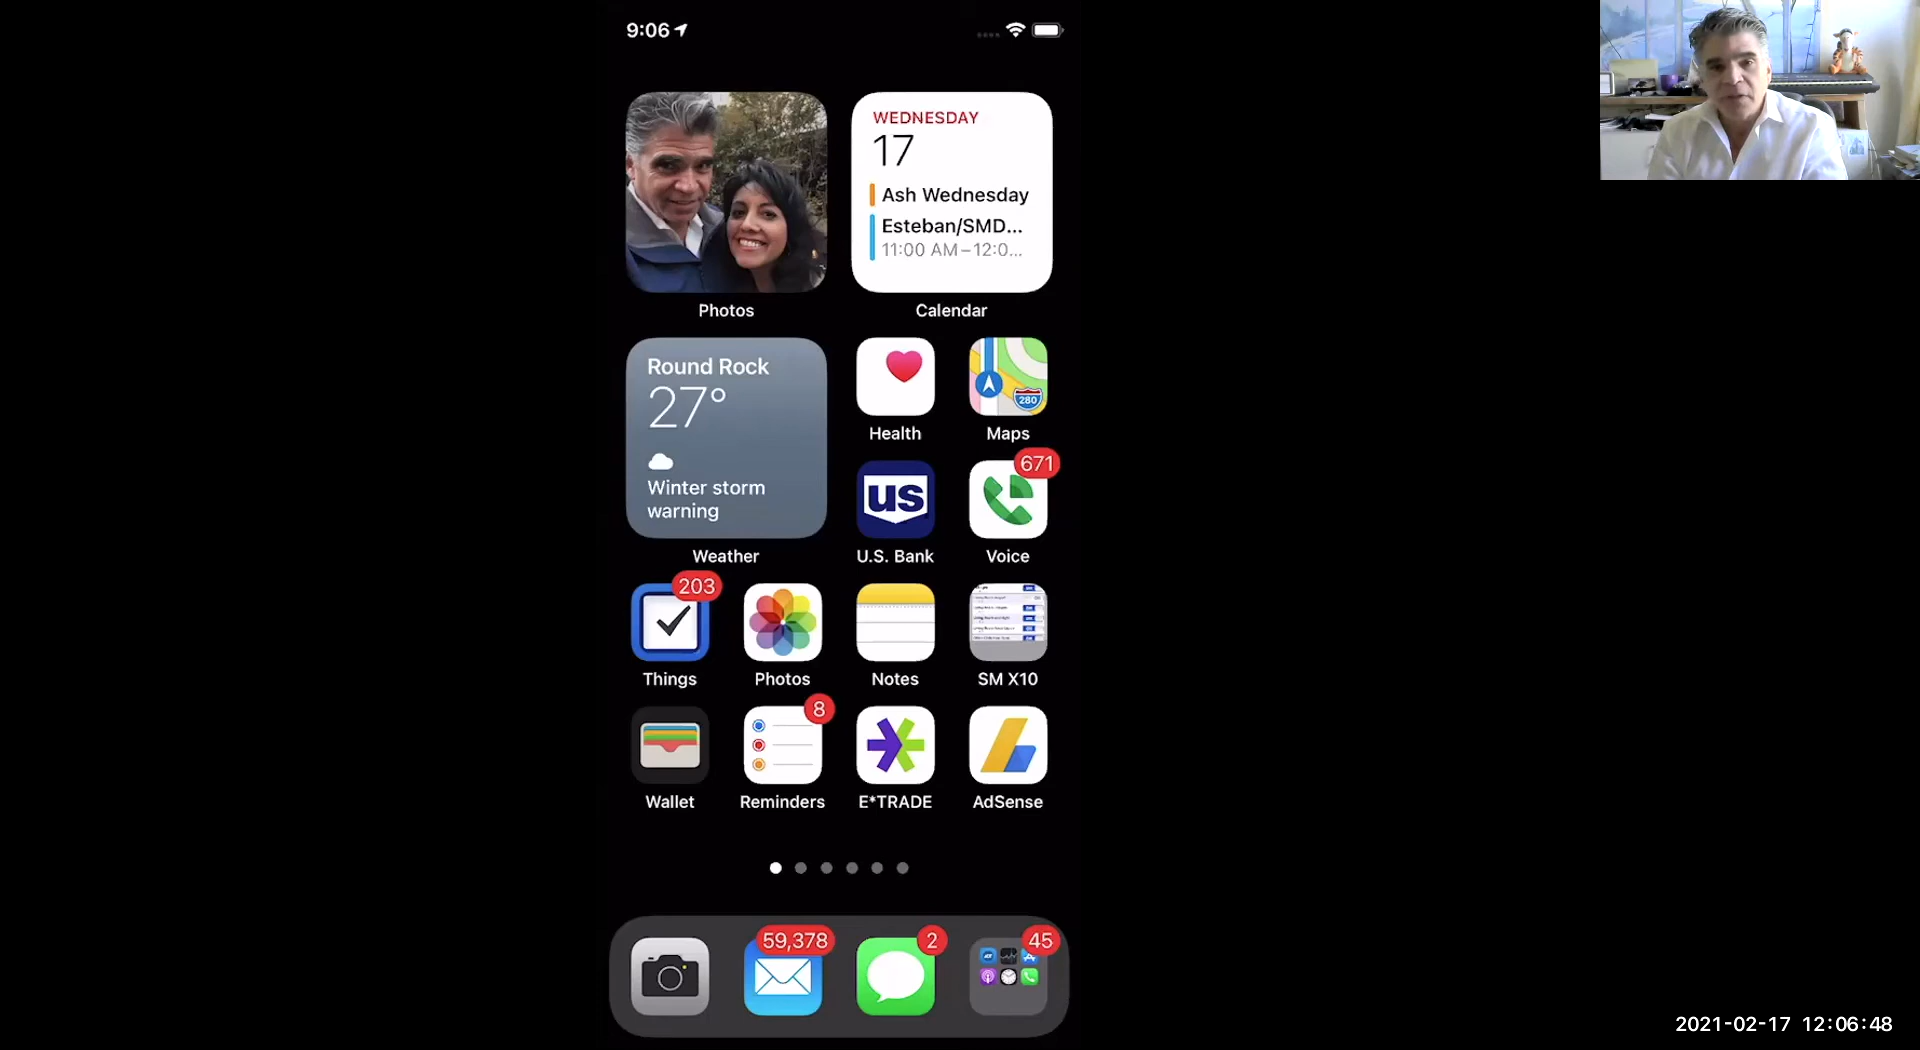 9:06
WEDNESDAY
17
Ash Wednesday
Esteban/SMD...
11:00 AM–12:0...
Photos
Calendar
Round Rock
27°
Winter storm
warning
Weather
Health
280
Maps
us
U.S. Bank
671
Voice
203
Things
Photos
Notes
SM X10
Wallet
8
Reminders
E*TRADE
AdSense
59,378
2
45
2021-02-17 12:06:48